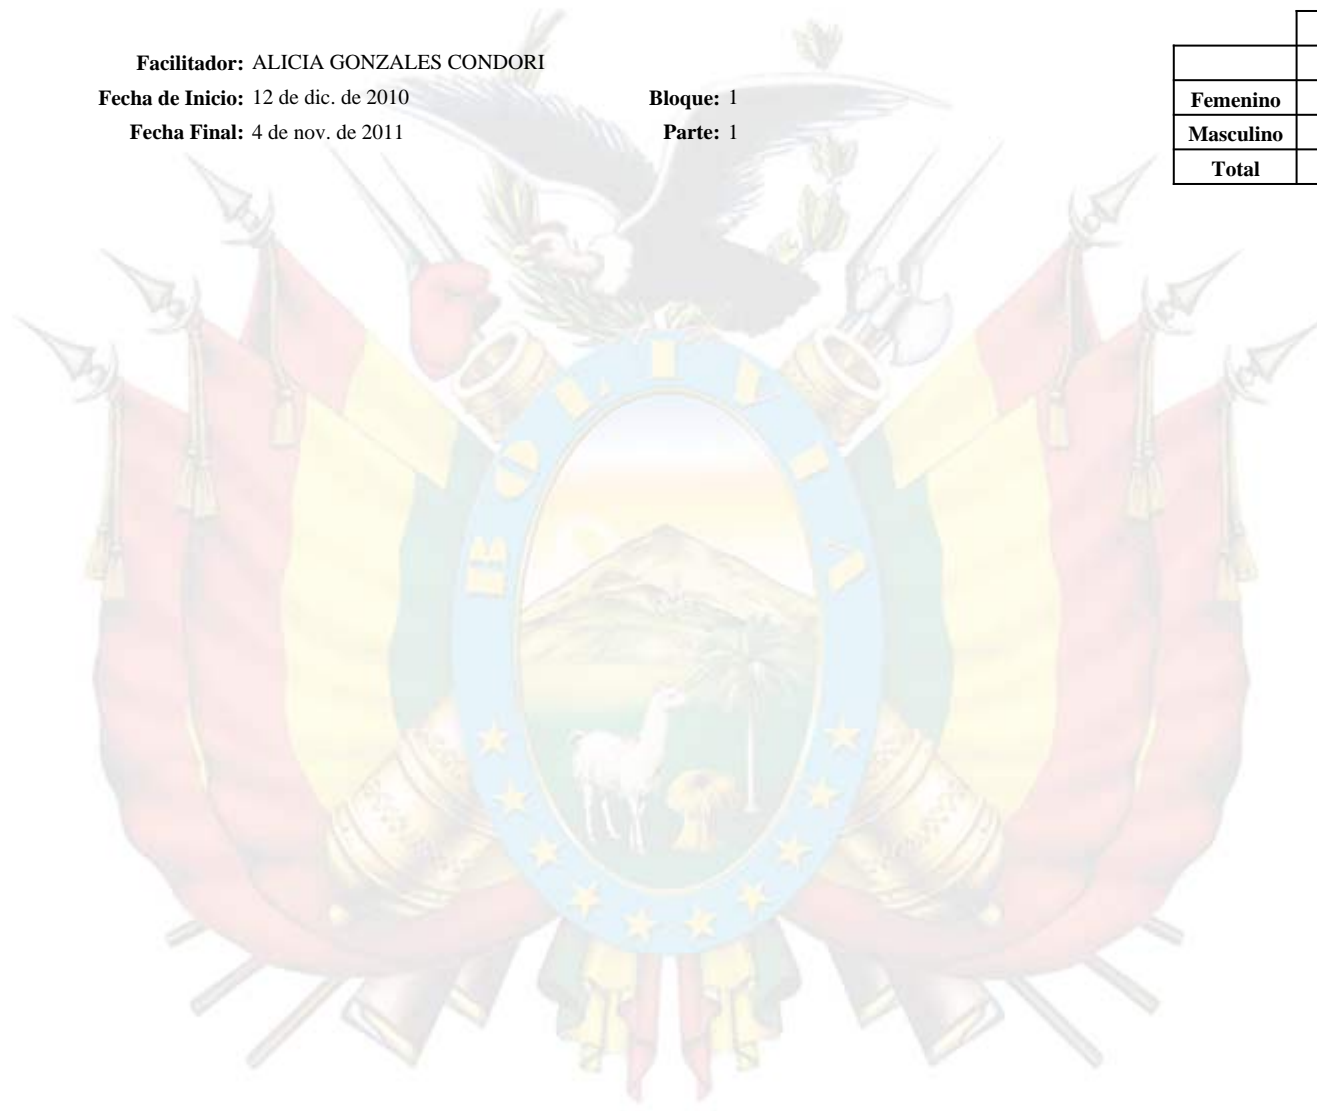 Facilitador: ALICIA GONZALES CONDORI
Fecha de Inicio: 12 de dic. de 2010 Bloque: 1
Fecha Final: 4 de nov. de 2011 Parte: 1
Femenino
Masculino
Total
BOLIVIA